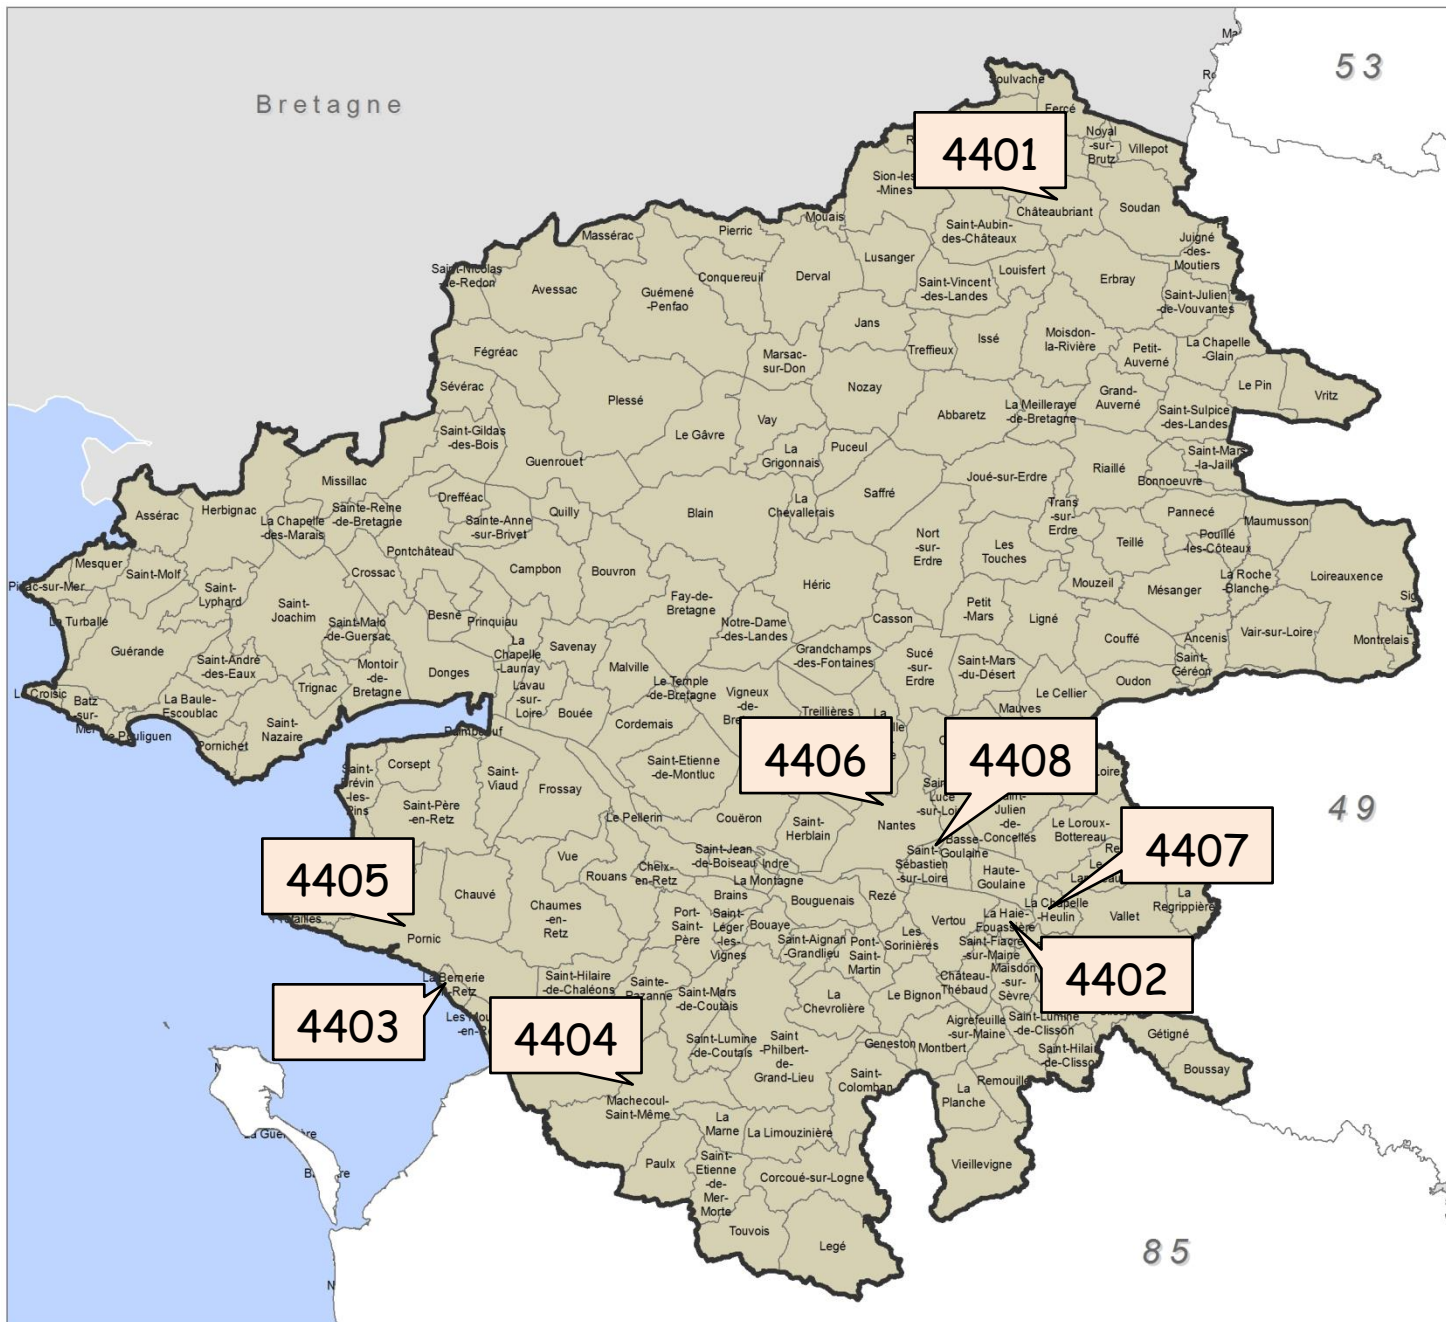 Bretagne
53
Soulvache
Fercé
Noyal
-sur-
Brutz
Villepot
4401
Sion-les
-Mines
Châteaubriant
Soudan
Saint-Aubin
-des-Châteaux
Mouais
Pierric
Massérac
Juigné
-des-
Moutiers
Lusanger
Saint-Nicolas
-de-Redon
Avessac
Guémené
-Penfao
Conquereuil
Derval
Saint-Vincent
-des-Landes
Louisfert
Erbray
Saint-Julien
-de-Vouvantes
Jans
Treffieux
Issé
Moisdon-
la-Rivière
Petit-
Auverné
La Chapelle
-Glain
Fégréac
Marsac-
sur-Don
Sévérac
Plessé
Nozay
Abbaretz
La Meilleraye
-de-Bretagne
Grand-
Auverné
Saint-Sulpice
-des-Landes
Le Pin
Vritz
Saint-Gildas
-des-Bois
Le Gâvre
Vay
La
Grigonnais
Puceul
Guenrouet
Missillac
Saffré
Joué-sur-Erdre
Riaillé
Bonnoeuvre
Saint-Mars
-la-Jaille
Assérac
Herbignac
La Chapelle
-des-Marais
Sainte-Reine
-de-Bretagne
Drefféac
Sainte-Anne
-sur-Brivet
Quilly
Blain
La
Chevallerais
Nort
-sur-
Erdre
Les
Touches
Trans
-sur-
Erdre
Teillé
Pannecé
Pouillé
-les-Côteaux
Maumusson
Mesquer
Piriac-sur-Mer
Saint-Molf
Saint-
Lyphard
Crossac
Pontchâteau
Campbon
Bouvron
Héric
Mouzeil
Mésanger
La Roche
-Blanche
Loireauxence
La Turballe
Guérande
Saint-
Joachim
Saint-Malo
-de-Guersac
Besné
Prinquiau
Fay-de-
Bretagne
Notre-Dame
-des-Landes
Casson
Petit
-Mars
Ligné
Couffé
Ancenis
Saint-
Géréon
Vair-sur-Loire
Montrelais
Saint-André
-des-Eaux
Montoir
-de-
Bretagne
Donges
La
Chapelle
-Launay
Savenay
Malville
Le Temple
-de-Bretagne
Grandchamps
-des-Fontaines
Sucé
-sur-
Erdre
Saint-Mars
-du-Désert
Le Cellier
Oudon
Le Croisic
Batz
-sur-
Mer
Le Pouliguen
La Baule-
Escoublac
Pornichet
Saint-
Nazaire
Trignac
Lavau
-sur-
Loire
Bouée
Cordemais
Vigneux
-de-
Treillières
Mauves
Paimboeuf
4406
4408
Saint-
Brévin
-les-
Pins
Corsept
Saint-
Viaud
Frossay
Saint-Etienne
-de-Montluc
Saint-Père
-en-Retz
Le Pellerin
Couëron
Saint-
Herblain
Nantes
Luce
Julien
-de-
Concelles
Le Loroux-
Bottereau
49
4405
Chauvé
Vue
Rouans
Cheix-
en-Retz
Saint-Jean
-de-Boiseau
Indre
La Montagne
Saint-
Sébastien
-sur-Loire
Basse-
Goulaine
Haute-
Goulaine
4407
Pornic
Chaumes
-en-
Retz
Brains
Bouguenais
Rezé
Vertou
La Haie-
Fouassière
La Chapelle
-Heulin
Vallet
La
Regrippière
Port-
Saint-
Père
Saint-
Léger
-les-
Vignes
Bouaye
Saint-Aignan
-Grandlieu
Pont-
Saint-
Martin
Les
Sorinières
Saint-Fiacre
-sur-Maine
4402
La Bernerie
-en-Retz
4403
Saint-Hilaire
-de-Chaléons
Sainte-
Pazanne
Saint-Mars
-de-Coutais
La
Chevrolière
Le Bignon
Château-
Thébaud
Maisdon
-sur-
Sèvre
4404
Saint-Lumine
-de-Coutais
Saint
-Philbert-
de-
Grand-Lieu
Geneston
Montbert
Aigrefeuille
-sur-Maine
Saint-Lumine
-de-Clisson
Saint-Hilaire
-de-Clisson
Gétigné
Boussay
Saint-
Colomban
La
Planche
Remouillé
Machecoul-
Saint-Même
La
Marne
La Limouzinière
Vieillevigne
Paulx
Saint-
Etienne
-de-
Mer-
Morte
Corcoué-sur-Logne
Touvois
Legé
85